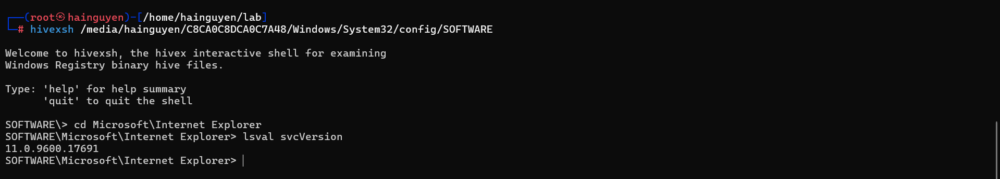 ┌──(root㉿hainguyen)-[/home/hainguyen/lab]
└─# hivexsh /media/hainguyen/C8CA0C8DCA0C7A48/Windows/System32/config/SOFTWARE
Welcome to hivexsh, the hivex interactive shell for examining
Windows Registry binary hive files.
Type: 'help' for help summary
'quit' to quit the shell
SOFTWARE\> cd Microsoft\Internet Explorer
SOFTWARE\Microsoft\Internet Explorer> lsval svcVersion
11.0.9600.17691
SOFTWARE\Microsoft\Internet Explorer>